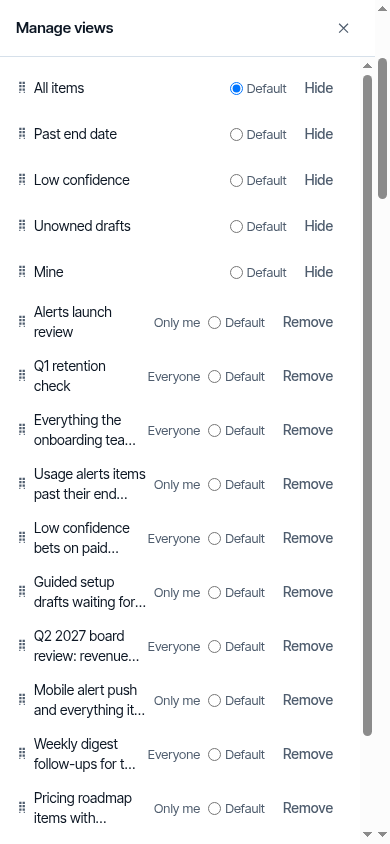 Manage views
All items Default Hide
Past end date Default Hide
Low confidence Default Hide
Unowned drafts Default Hide
Mine Default Hide
Alerts launch
review
Only me Default Remove
Q1 retention
check
Everyone Default Remove
Everything the
onboarding tea...
Everyone Default Remove
Usage alerts items
past their end...
Only me Default Remove
Low confidence
bets on paid...
Everyone Default Remove
Guided setup
drafts waiting for...
Only me Default Remove
Q2 2027 board
review: revenue...
Everyone Default Remove
Mobile alert push
and everything it...
Only me Default Remove
Weekly digest
follow-ups for t...
Everyone Default Remove
Pricing roadmap
items with...
Only me Default Remove